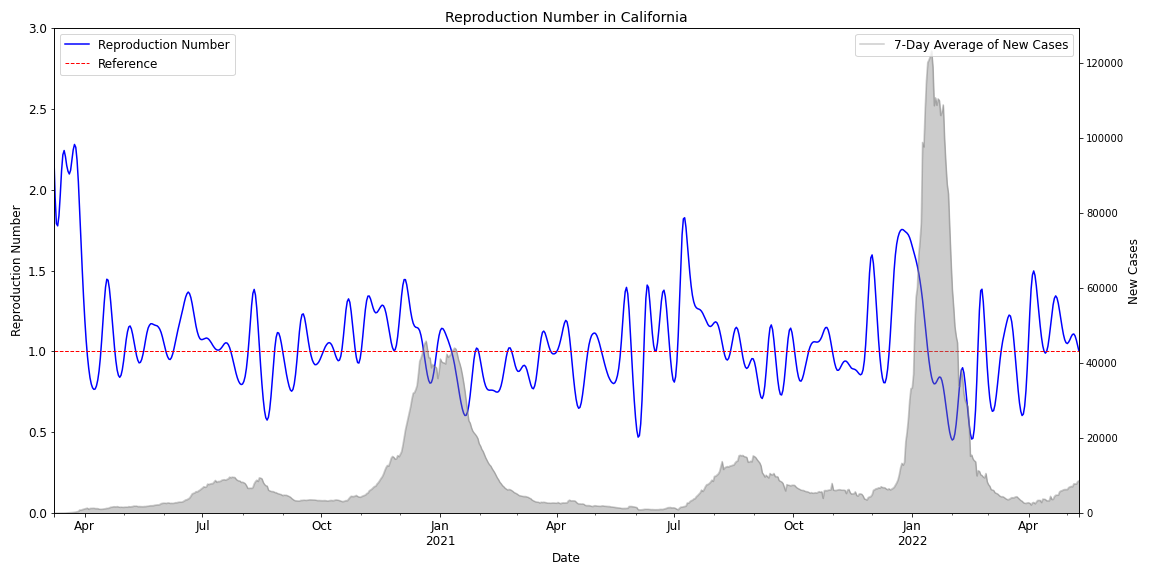 Reproduction Number in California
Reproduction Number
Reference
7-Day Average of New Cases
3.0
2.5
2.0
1.5
1.0
0.5
0.0
Reproduction Number
120000
100000
80000
60000
40000
20000
0
New Cases
Apr
Jul
Oct
Jan
2021
Apr
Jul
Oct
Jan
2022
Apr
Date